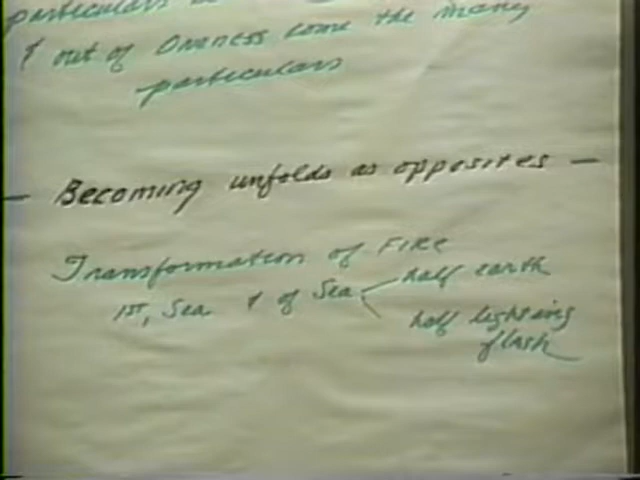 particulars
& out of Oneness come the many
particulars
— Becoming unfolds as opposites —
Transformation of FIRE
1st, Sea & of Sea half earth
half lightning
flash